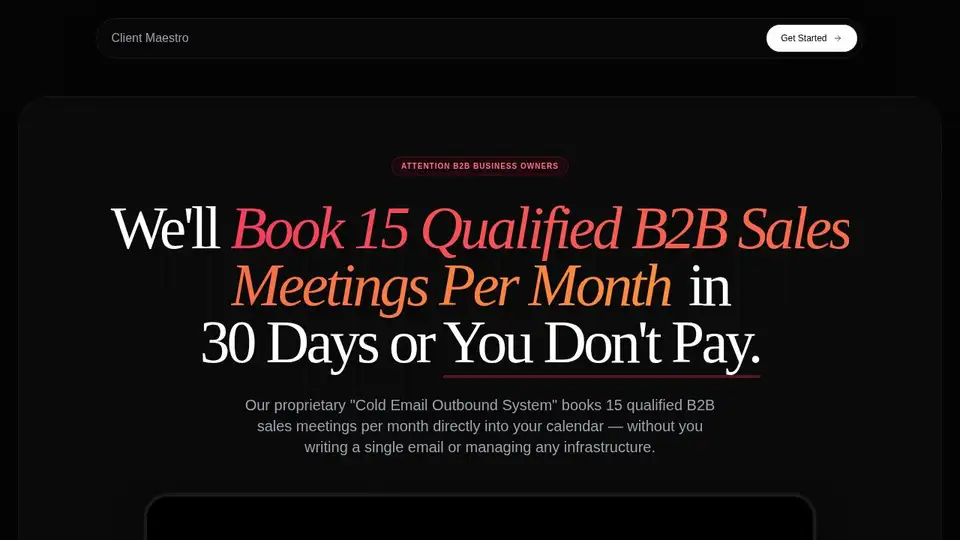 Client Maestro
Get Started
ATTENTION B2B BUSINESS OWNERS
We'll Book 15 Qualified B2B Sales
Meetings Per Month in
30 Days or You Don't Pay.
Our proprietary "Cold Email Outbound System" books 15 qualified B2B
sales meetings per month directly into your calendar — without you
writing a single email or managing any infrastructure.